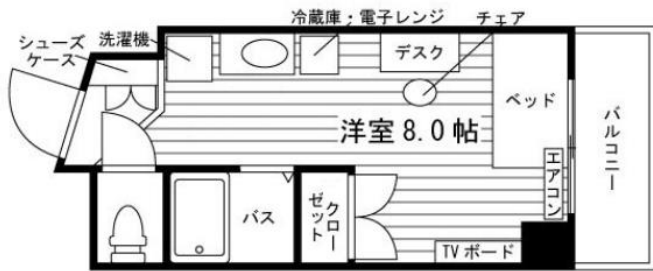 冷蔵庫・電子レンジ
チェア
シューズ
ケース
洗濯機
デスク
ベッド
洋室8.0帖
バルコニー
エアコン
バス
クロー
ゼット
TVボード